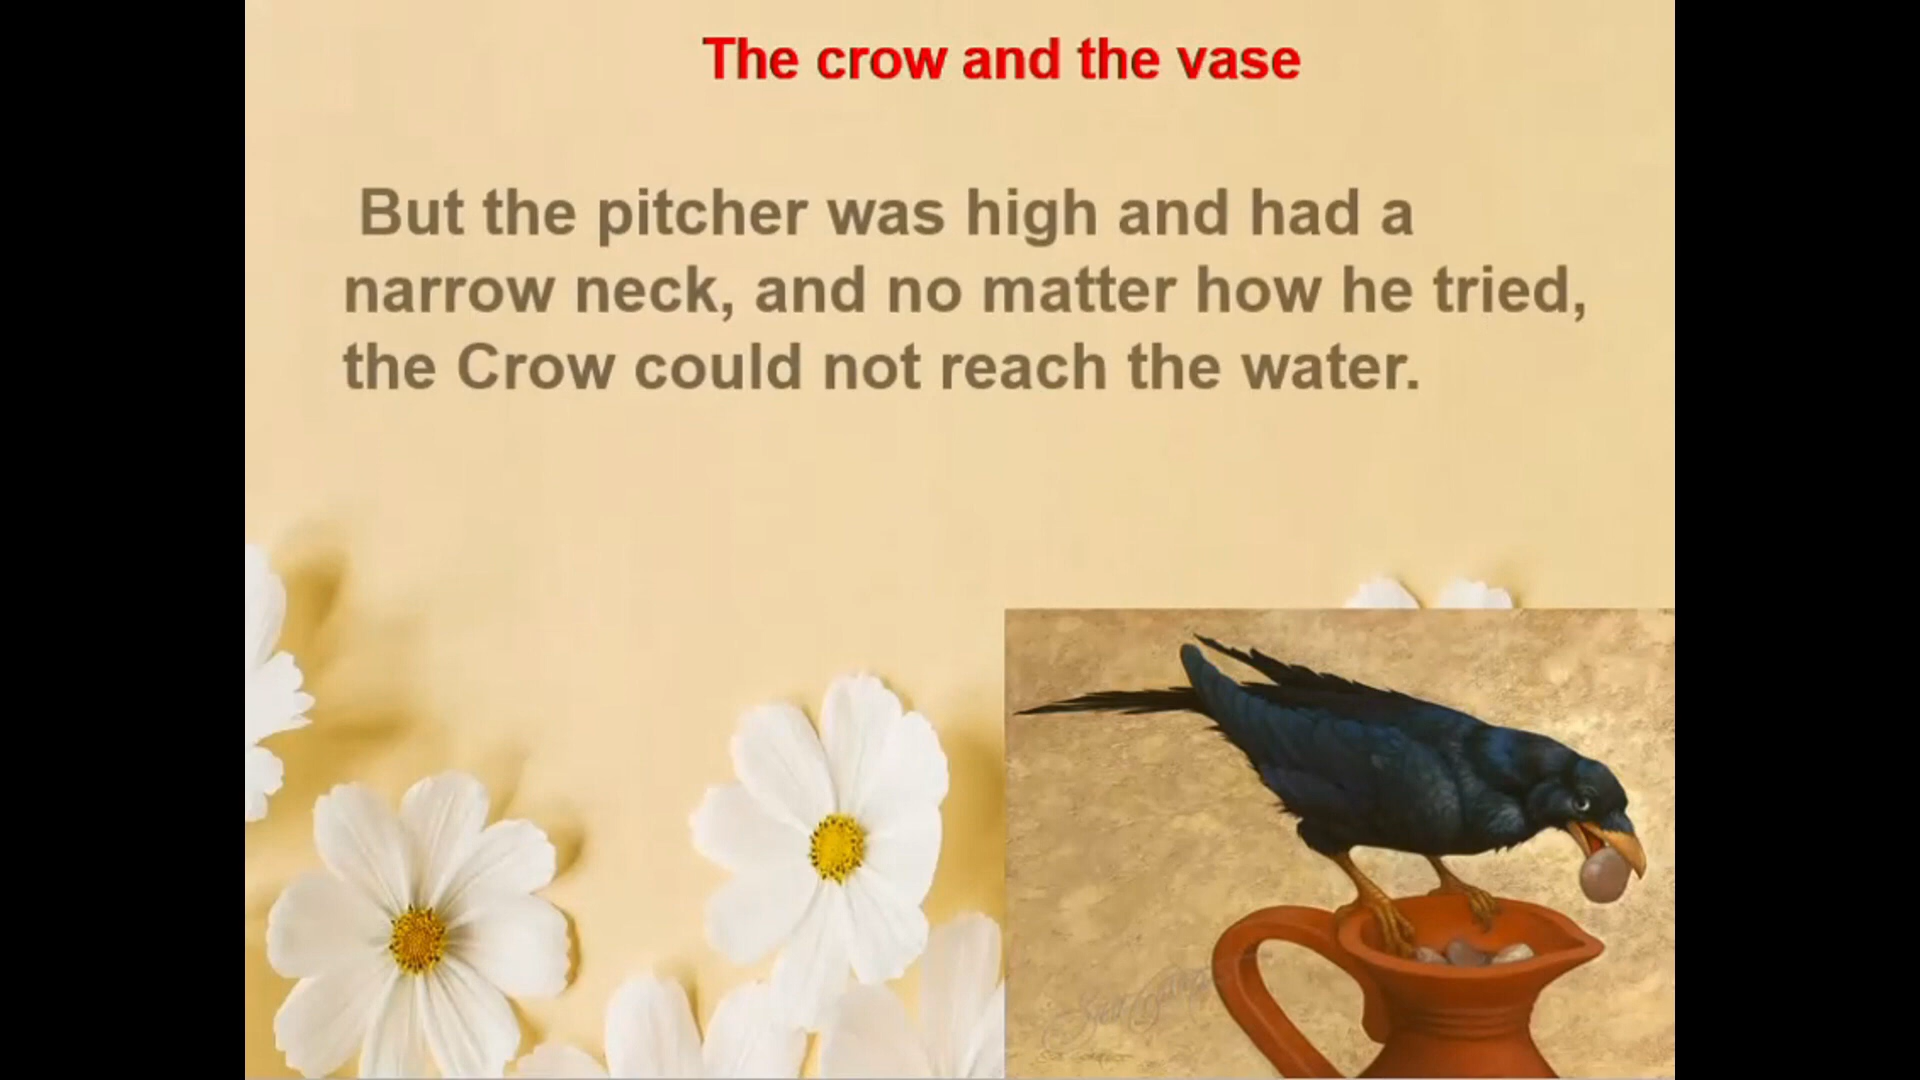 The crow and the vase
But the pitcher was high and had a
narrow neck, and no matter how he tried,
the Crow could not reach the water.